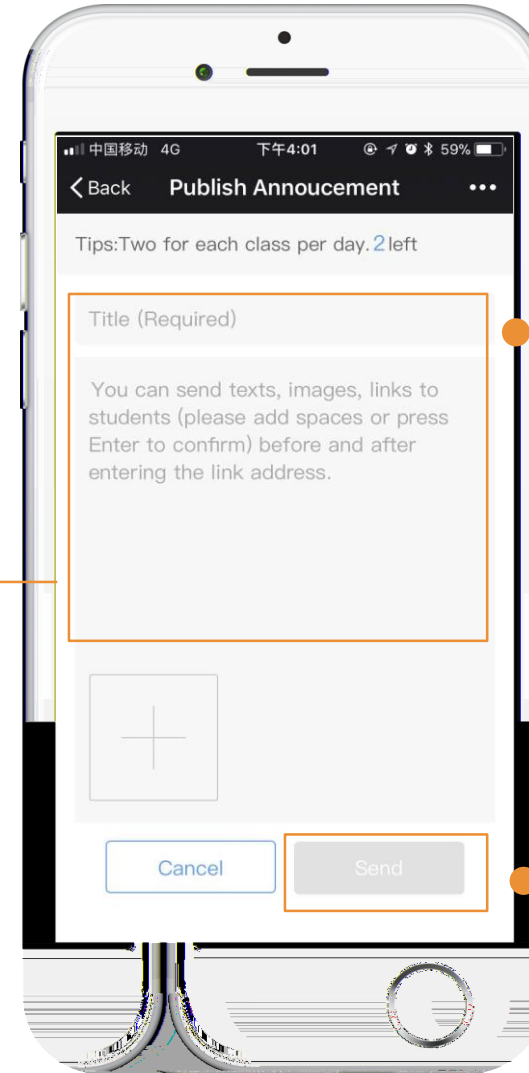 中国移动 4G 下午4:01 59%
Back Publish Annoucement
Tips:Two for each class per day. 2 left
Title (Required)
You can send texts, images, links to
students (please add spaces or press
Enter to confirm) before and after
entering the link address.
Cancel Send